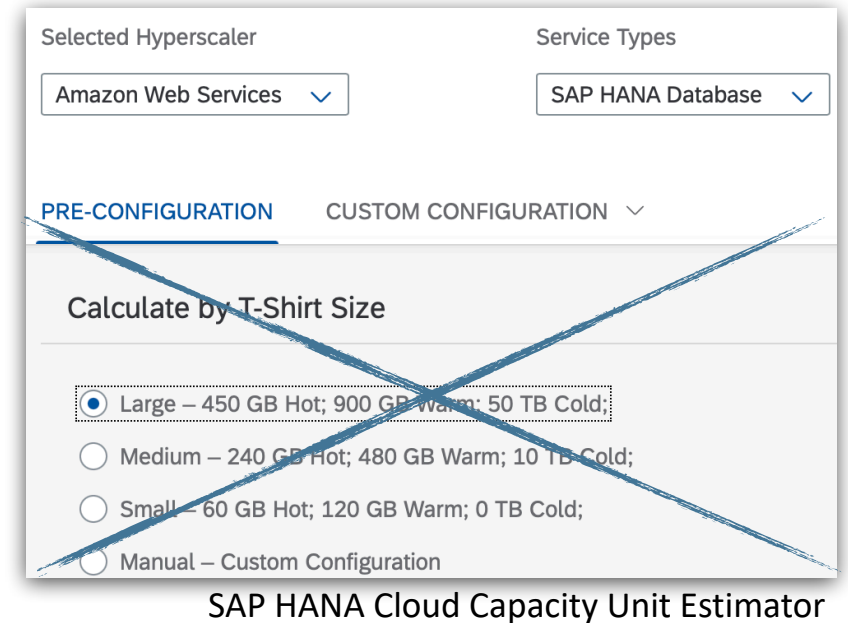 Selected Hyperscaler Service Types
Amazon Web Services SAP HANA Database
PRE-CONFIGURATION CUSTOM CONFIGURATION
Calculate by T-Shirt Size
Large – 450 GB Hot; 900 GB Warm; 50 TB Cold;
Medium – 240 GB Hot; 480 GB Warm; 10 TB Cold;
Small – 60 GB Hot; 120 GB Warm; 0 TB Cold;
Manual – Custom Configuration
SAP HANA Cloud Capacity Unit Estimator